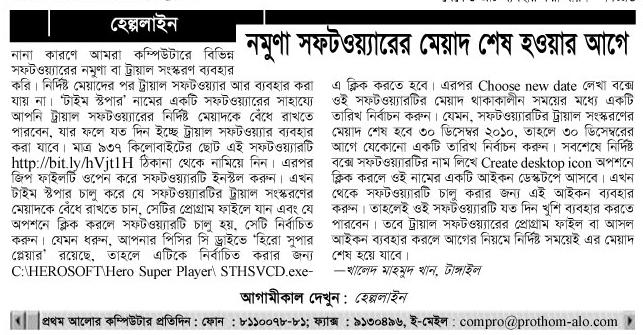 হেল্পলাইন
নমুণা সফটওয়্যারের মেয়াদ শেষ হওয়ার আগে
নানা কারণে আমরা কম্পিউটারে বিভিন্ন
সফটওয়্যারের নমুণা বা ট্রায়াল সংস্করণ ব্যবহার
করি। নির্দিষ্ট মেয়াদের পর ট্রায়াল আর ব্যবহার করা
যায় না। 'টাইম স্টপার' নামের একটি সফটওয়্যারের সাহায্যে
আপনি ট্রায়াল সফটওয়্যারের নির্দিষ্ট মেয়াদকে বেঁধে রাখতে
পারবেন, যার ফলে যত দিন ইচ্ছে ট্রায়াল সফটওয়্যার ব্যবহার
করা যাবে। মাত্র ৯৩৭ কিলোবাইটের ছোট এই সফটওয়্যারটি
http://bit.ly/hVjt1H ঠিকানা থেকে নামিয়ে নিন। এরপর
জিপ ফাইলটি ওপেন করে সফটওয়্যারটি ইনস্টল করুন। এখন
টাইম স্টপার চালু করে যে সফটওয়্যারটির ট্রায়াল সংস্করণের
মেয়াদকে বেঁধে রাখতে চান, সেটির প্রোগ্রাম ফাইলে যান এবং যে
অপশনে ক্লিক করলে সফটওয়্যারটি চালু হয়, সেটি নির্বাচিত
করুন। যেমন ধরুন, আপনার পিসির সি ড্রাইভে 'হিরো সুপার
প্লেয়ার' রয়েছে, তাহলে এটিকে নির্বাচিত করার জন্য
C:\HEROSOFT\Hero Super Player\ STHSVCD.exe-
এ ক্লিক করতে হবে। এরপর Choose new date লেখা বক্সে
ওই সফটওয়্যারটির মেয়াদ থাকাকালীন সময়ের মধ্যে একটি
তারিখ নির্বাচন করুন। যেমন, সফটওয়্যারটির ট্রায়াল সংস্করণের
মেয়াদ শেষ হবে ৩০ ডিসেম্বর ২০১০, তাহলে ৩০ ডিসেম্বরের
আগে যেকোনো একটি তারিখ নির্বাচন করুন। সবশেষে নির্দিষ্ট
বক্সে সফটওয়্যারটির নাম লিখে Create desktop icon অপশনে
ক্লিক করলে ওই নামের একটি আইকন ডেস্কটপে আসবে। এখন
থেকে সফটওয়্যারটি চালু করার জন্য এই আইকন ব্যবহার
করুন। তাহলেই ওই সফটওয়্যারটি যত দিন খুশি ব্যবহার করতে
পারবেন। তবে ট্রায়াল সফটওয়্যারের প্রোগ্রাম ফাইল বা আসল
আইকন ব্যবহার করলে আগের নিয়মে নির্দিষ্ট সময়েই এর মেয়াদ
শেষ হয়ে যাবে।
—খালেদ মাহমুদ খান, টাঙ্গাইল
আগামীকাল দেখুন : হেল্পলাইন
প্রথম আলোর কম্পিউটার প্রতিদিন : ফোন : ৮১১০০৭৮-৮১; ফ্যাক্স : ৯১৩০৪৯৬, ই-মেইল : compro@prothom-alo.com